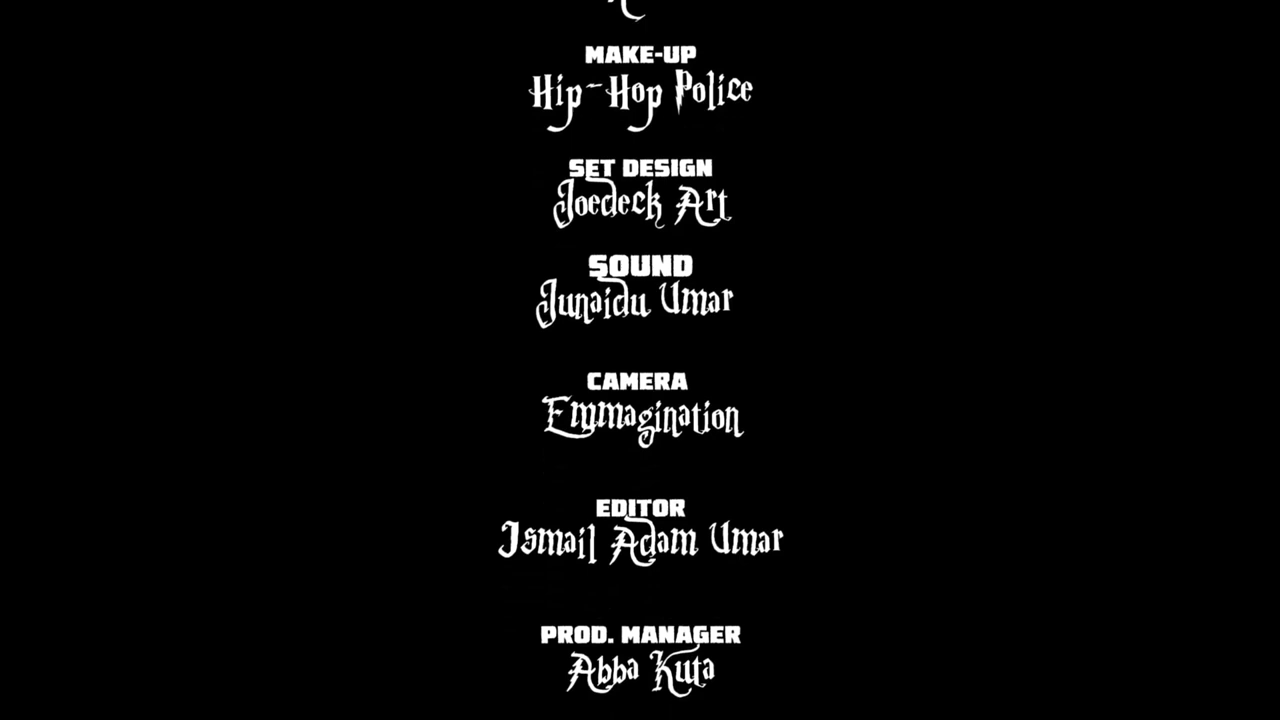 MAKE-UP
Hip-Hop Police
SET DESIGN
Joedeck Art
SOUND
Junaidu Umar
CAMERA
Emmagination
EDITOR
Ismail Adam Umar
PROD. MANAGER
Abba Kuta